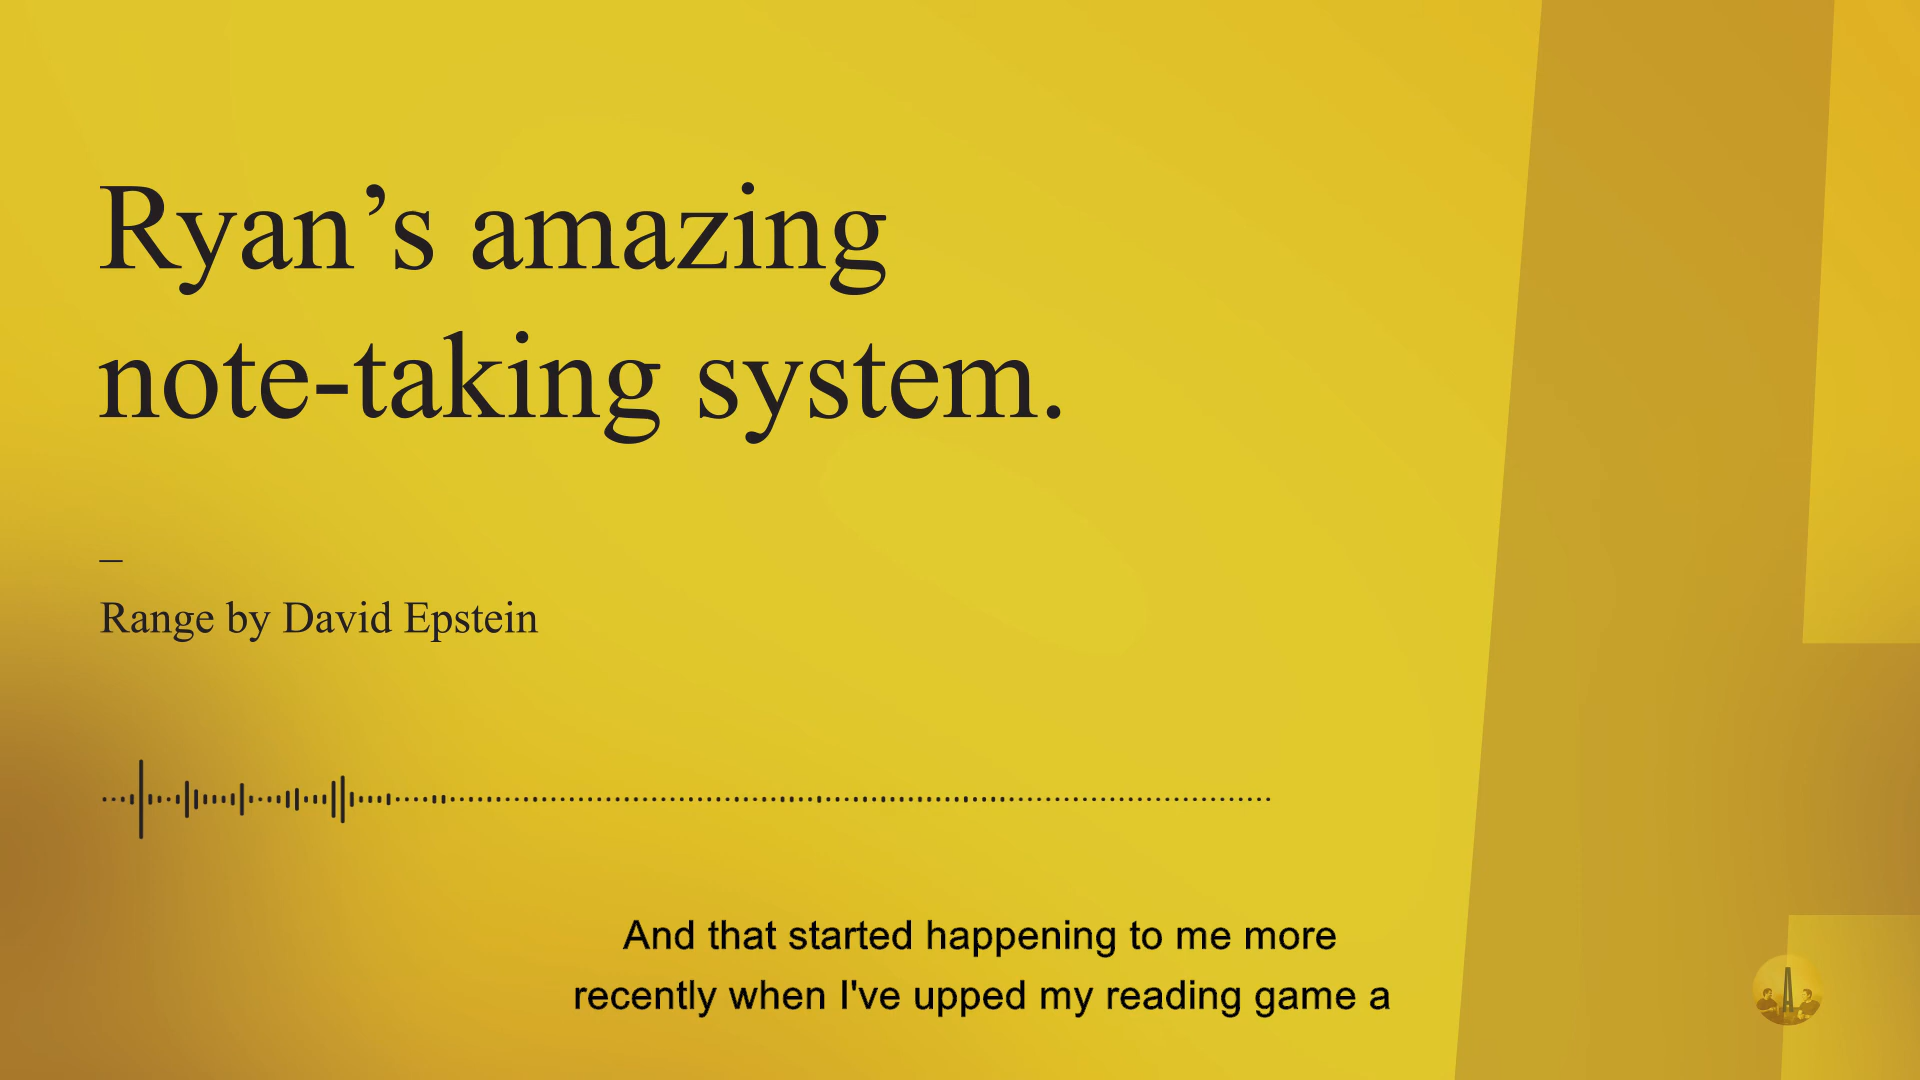 Ryan’s amazing
note-taking system.
–
Range by David Epstein
And that started happening to me more
recently when I've upped my reading game a